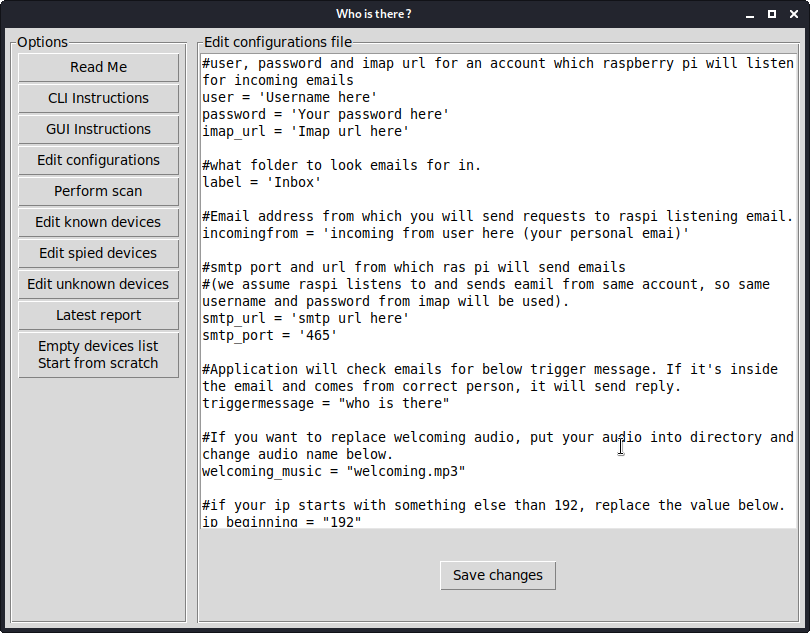 Who is there?
Options
Read Me
CLI Instructions
GUI Instructions
Edit configurations
Perform scan
Edit known devices
Edit spied devices
Edit unknown devices
Latest report
Empty devices list
Start from scratch
Edit configurations file
#user, password and imap url for an account which raspberry pi will listen
for incoming emails
user = 'Username here'
password = 'Your password here'
imap_url = 'Imap url here'
#what folder to look emails for in.
label = 'Inbox'
#Email address from which you will send requests to raspi listening email.
incomingfrom = 'incoming from user here (your personal emai)'
#smtp port and url from which ras pi will send emails
#(we assume raspi listens to and sends eamil from same account, so same
username and password from imap will be used).
smtp_url = 'smtp url here'
smtp_port = '465'
#Application will check emails for below trigger message. If it's inside
the email and comes from correct person, it will send reply.
triggermessage = "who is there"
#If you want to replace welcoming audio, put your audio into directory and
change audio name below.
welcoming_music = "welcoming.mp3"
#if your ip starts with something else than 192, replace the value below.
ip_beginning = "192"
Save changes